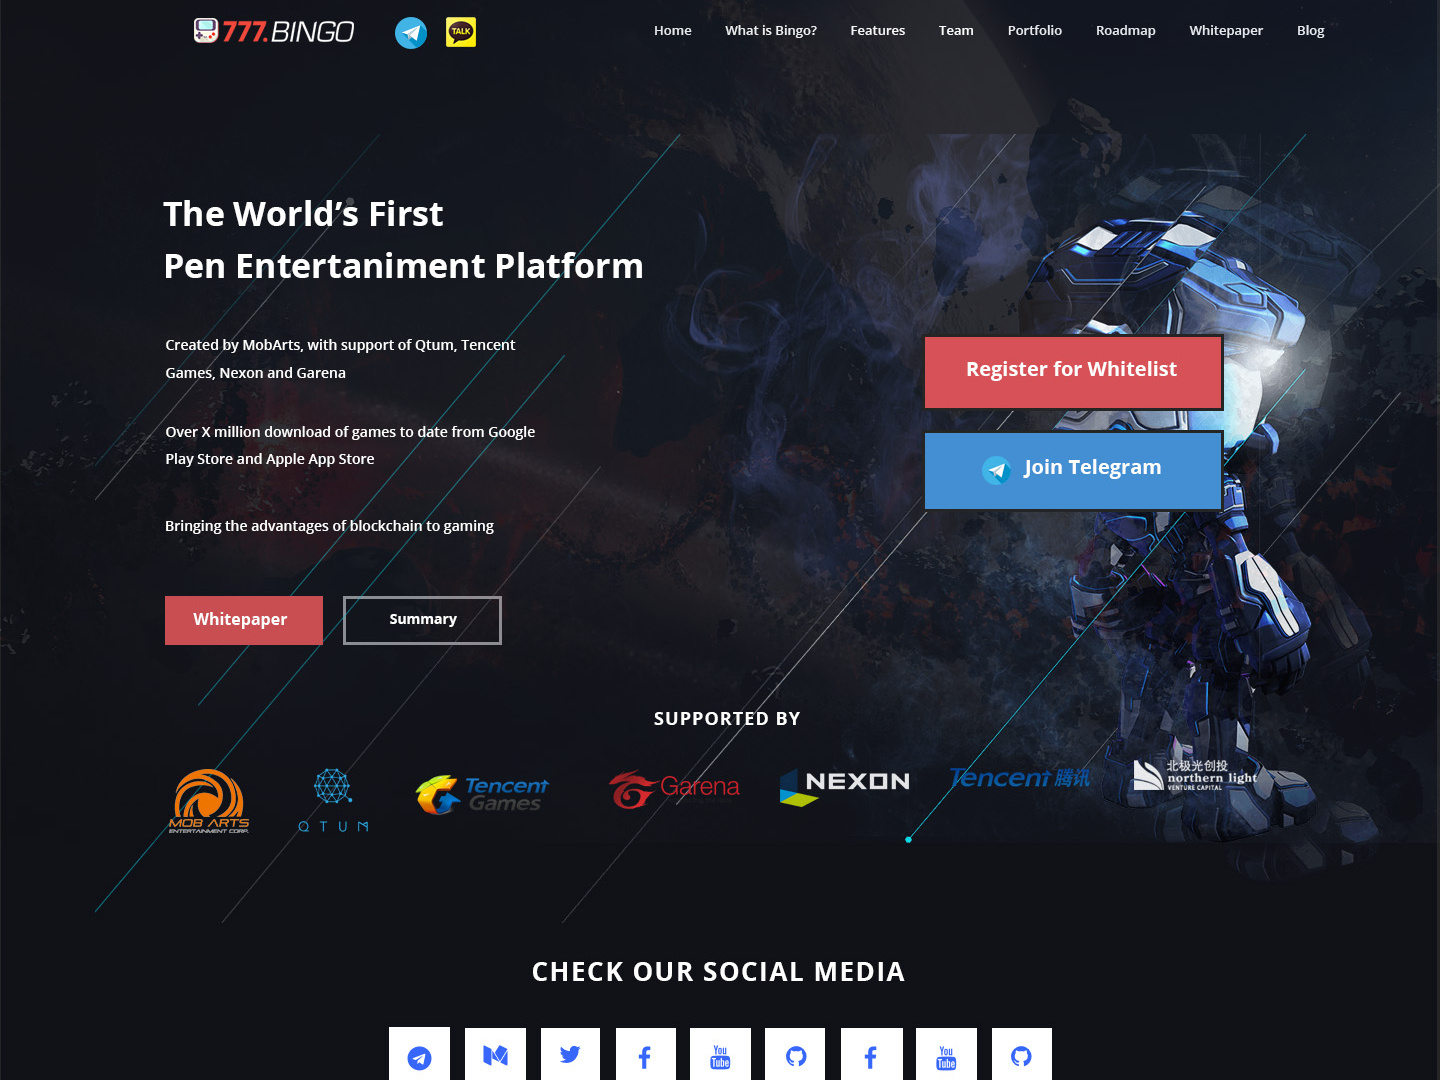 777.BINGO
TALK
Home What is Bingo? Features Team Portfolio Roadmap Whitepaper Blog
The World's First
Pen Entertaniment Platform
Created by MobArts, with support of Qtum, Tencent
Games, Nexon and Garena
Over X million download of games to date from Google
Play Store and Apple App Store
Bringing the advantages of blockchain to gaming
Whitepaper
Summary
Register for Whitelist
Join Telegram
SUPPORTED BY
MOB ARTS
ENTERTAINMENT CORP.
QTUM
Tencent
Games
Garena
NEXON
Tencent 腾讯
北极光创投
northern light
VENTURE CAPITAL
CHECK OUR SOCIAL MEDIA
You
Tube
You
Tube